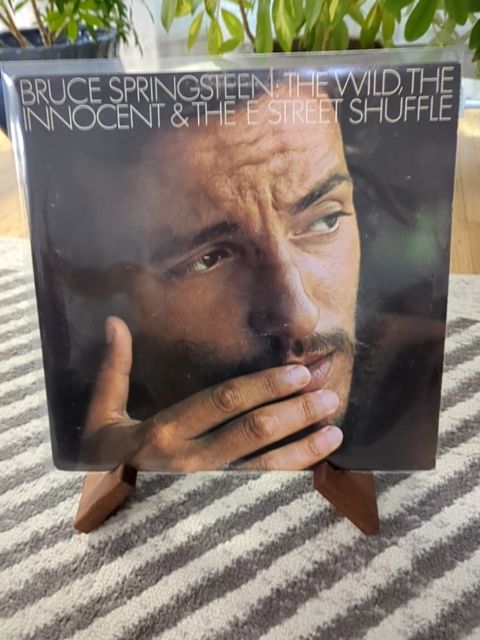 BRUCE SPRINGSTEEN: THE WILD, THE
INNOCENT & THE E STREET SHUFFLE